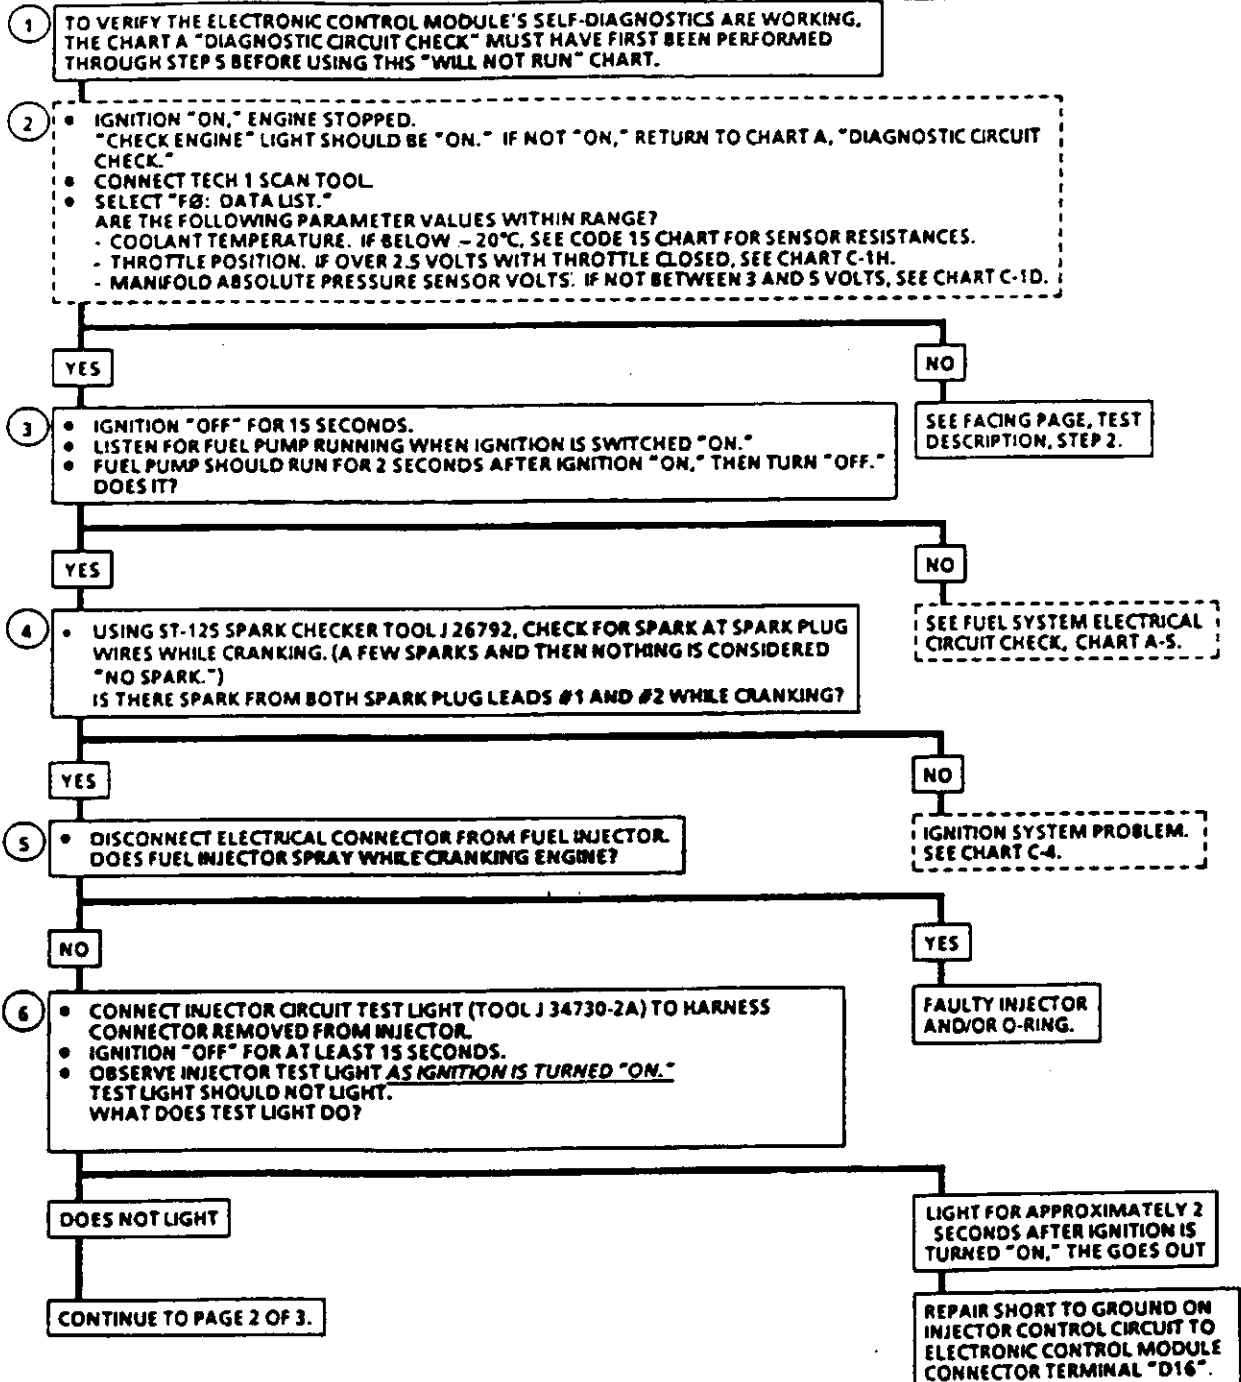 1
TO VERIFY THE ELECTRONIC CONTROL MODULE'S SELF-DIAGNOSTICS ARE WORKING,
THE CHART A "DIAGNOSTIC CIRCUIT CHECK" MUST HAVE FIRST BEEN PERFORMED
THROUGH STEP 5 BEFORE USING THIS "WILL NOT RUN" CHART.
2
• IGNITION "ON," ENGINE STOPPED.
"CHECK ENGINE" LIGHT SHOULD BE "ON." IF NOT "ON," RETURN TO CHART A, "DIAGNOSTIC CIRCUIT
CHECK."
• CONNECT TECH 1 SCAN TOOL.
• SELECT "FØ: DATA LIST."
ARE THE FOLLOWING PARAMETER VALUES WITHIN RANGE?
- COOLANT TEMPERATURE. IF BELOW –20°C, SEE CODE 15 CHART FOR SENSOR RESISTANCES.
- THROTTLE POSITION. IF OVER 2.5 VOLTS WITH THROTTLE CLOSED, SEE CHART C-1H.
- MANIFOLD ABSOLUTE PRESSURE SENSOR VOLTS. IF NOT BETWEEN 3 AND 5 VOLTS, SEE CHART C-1D.
YES
NO
SEE FACING PAGE, TEST
DESCRIPTION, STEP 2.
3
• IGNITION "OFF" FOR 15 SECONDS.
• LISTEN FOR FUEL PUMP RUNNING WHEN IGNITION IS SWITCHED "ON."
• FUEL PUMP SHOULD RUN FOR 2 SECONDS AFTER IGNITION "ON," THEN TURN "OFF."
DOES IT?
YES
NO
SEE FUEL SYSTEM ELECTRICAL
CIRCUIT CHECK, CHART A-5.
4
• USING ST-125 SPARK CHECKER TOOL J 26792, CHECK FOR SPARK AT SPARK PLUG
WIRES WHILE CRANKING. (A FEW SPARKS AND THEN NOTHING IS CONSIDERED
"NO SPARK.")
IS THERE SPARK FROM BOTH SPARK PLUG LEADS #1 AND #2 WHILE CRANKING?
YES
NO
IGNITION SYSTEM PROBLEM.
SEE CHART C-4.
5
• DISCONNECT ELECTRICAL CONNECTOR FROM FUEL INJECTOR.
DOES FUEL INJECTOR SPRAY WHILE CRANKING ENGINE?
NO
YES
FAULTY INJECTOR
AND/OR O-RING.
6
• CONNECT INJECTOR CIRCUIT TEST LIGHT (TOOL J 34730-2A) TO HARNESS
CONNECTOR REMOVED FROM INJECTOR.
• IGNITION "OFF" FOR AT LEAST 15 SECONDS.
• OBSERVE INJECTOR TEST LIGHT AS IGNITION IS TURNED "ON."
TEST LIGHT SHOULD NOT LIGHT.
WHAT DOES TEST LIGHT DO?
DOES NOT LIGHT
CONTINUE TO PAGE 2 OF 3.
LIGHT FOR APPROXIMATELY 2
SECONDS AFTER IGNITION IS
TURNED "ON," THE GOES OUT
REPAIR SHORT TO GROUND ON
INJECTOR CONTROL CIRCUIT TO
ELECTRONIC CONTROL MODULE
CONNECTOR TERMINAL "D16".